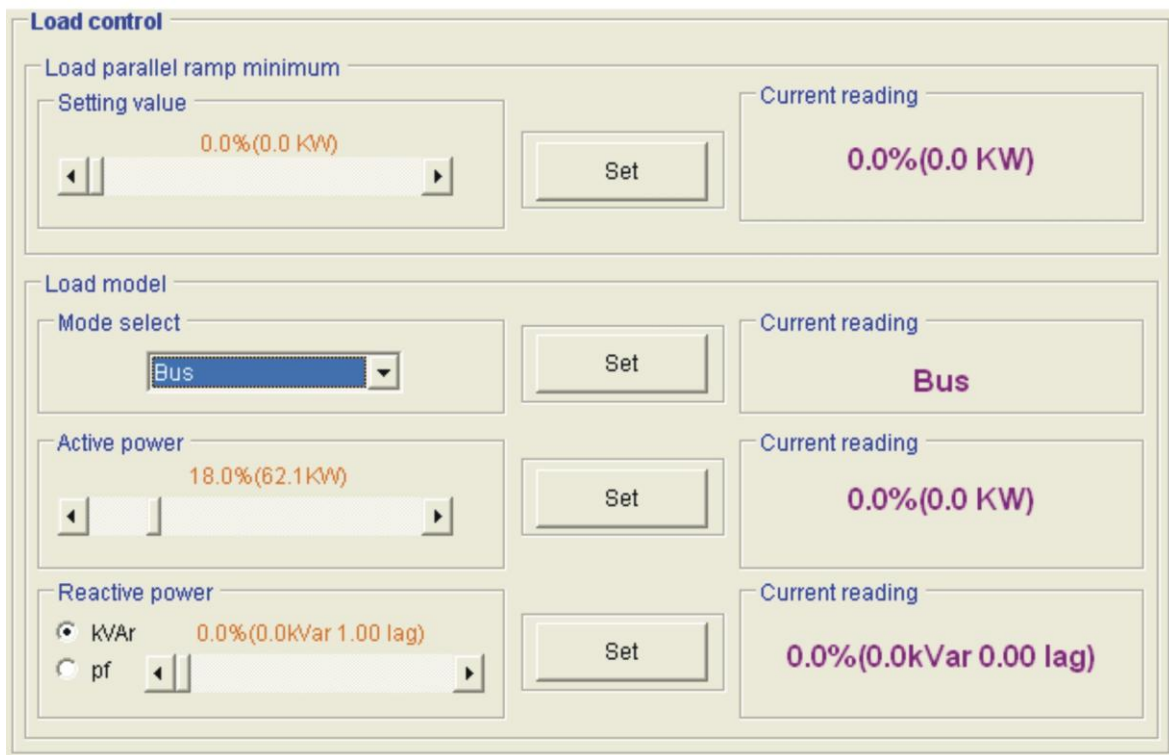 Load control
Load parallel ramp minimum
Setting value
0.0%(0.0 KW)
Set
Current reading
0.0%(0.0 KW)
Load model
Mode select
Bus
Set
Current reading
Bus
Active power
18.0%(62.1KW)
Set
Current reading
0.0%(0.0 KW)
Reactive power
kVAr
0.0%(0.0kVar 1.00 lag)
pf
Set
Current reading
0.0%(0.0kVar 0.00 lag)